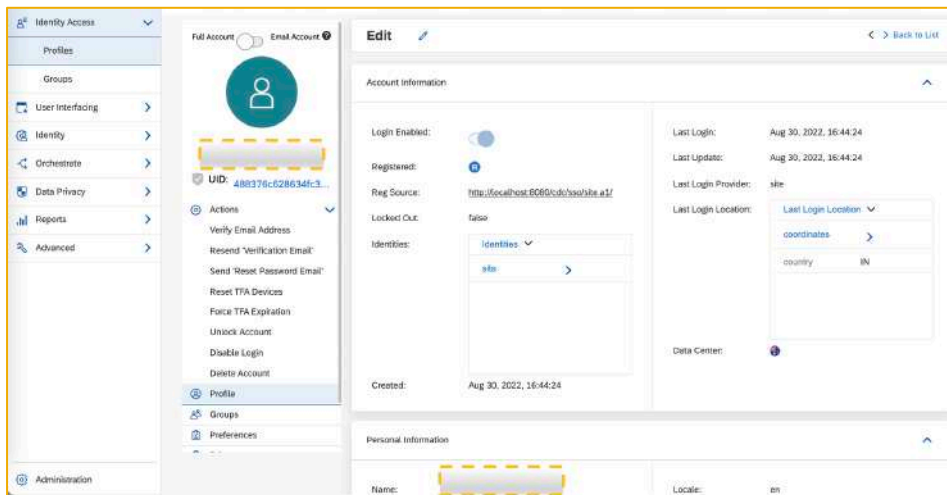 Identity Access
Profiles
Groups
User Interfacing
Identity
Orchestrate
Data Privacy
Reports
Advanced
Administration
Full Account Email Account
UID: 488376c628634fc3...
Actions
Verify Email Address
Resend 'Verification Email'
Send 'Reset Password Email'
Reset TFA Devices
Force TFA Expiration
Unlock Account
Disable Login
Delete Account
Profile
Groups
Preferences
Edit
Back to List
Account Information
Login Enabled:
Registered:
Reg Source: http://localhost:8080/cdc/sso/site.a1/
Locked Out: false
Identities: Identities
site
Created: Aug 30, 2022, 16:44:24
Last Login: Aug 30, 2022, 16:44:24
Last Update: Aug 30, 2022, 16:44:24
Last Login Provider: site
Last Login Location: Last Login Location
coordinates
country IN
Data Center:
Personal Information
Name:
Locale: en